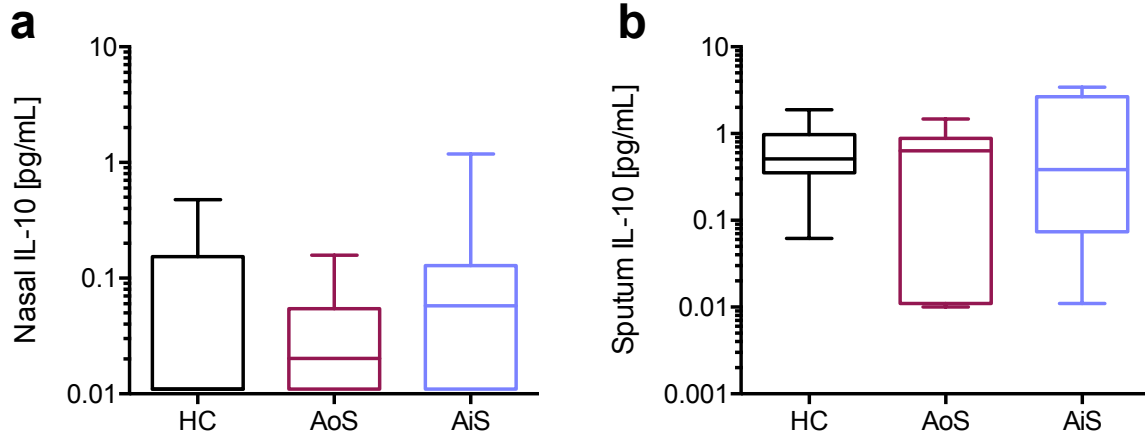 a
Nasal IL-10 [pg/mL]
10
1
0.1
0.01
HC AoS AiS
b
Sputum IL-10 [pg/mL]
10
1
0.1
0.01
0.001
HC AoS AiS